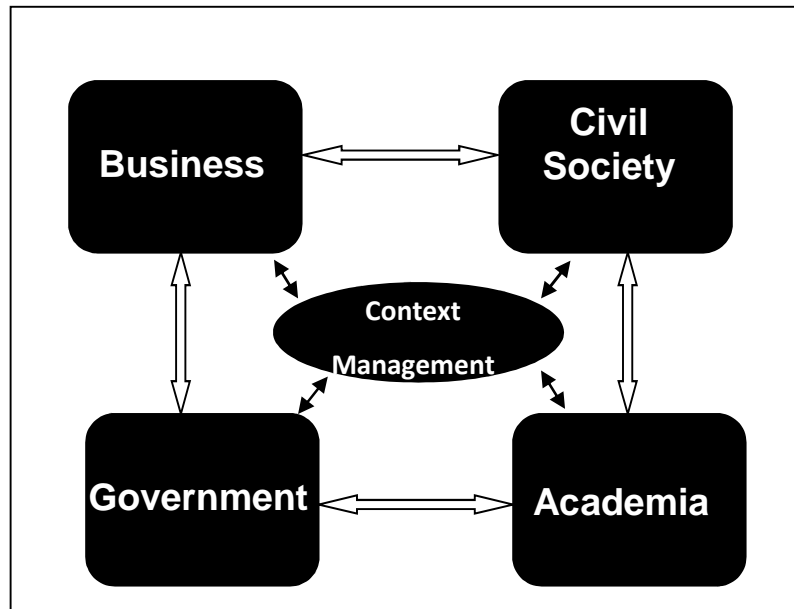 Business
Civil
Society
Context
Management
Government
Academia